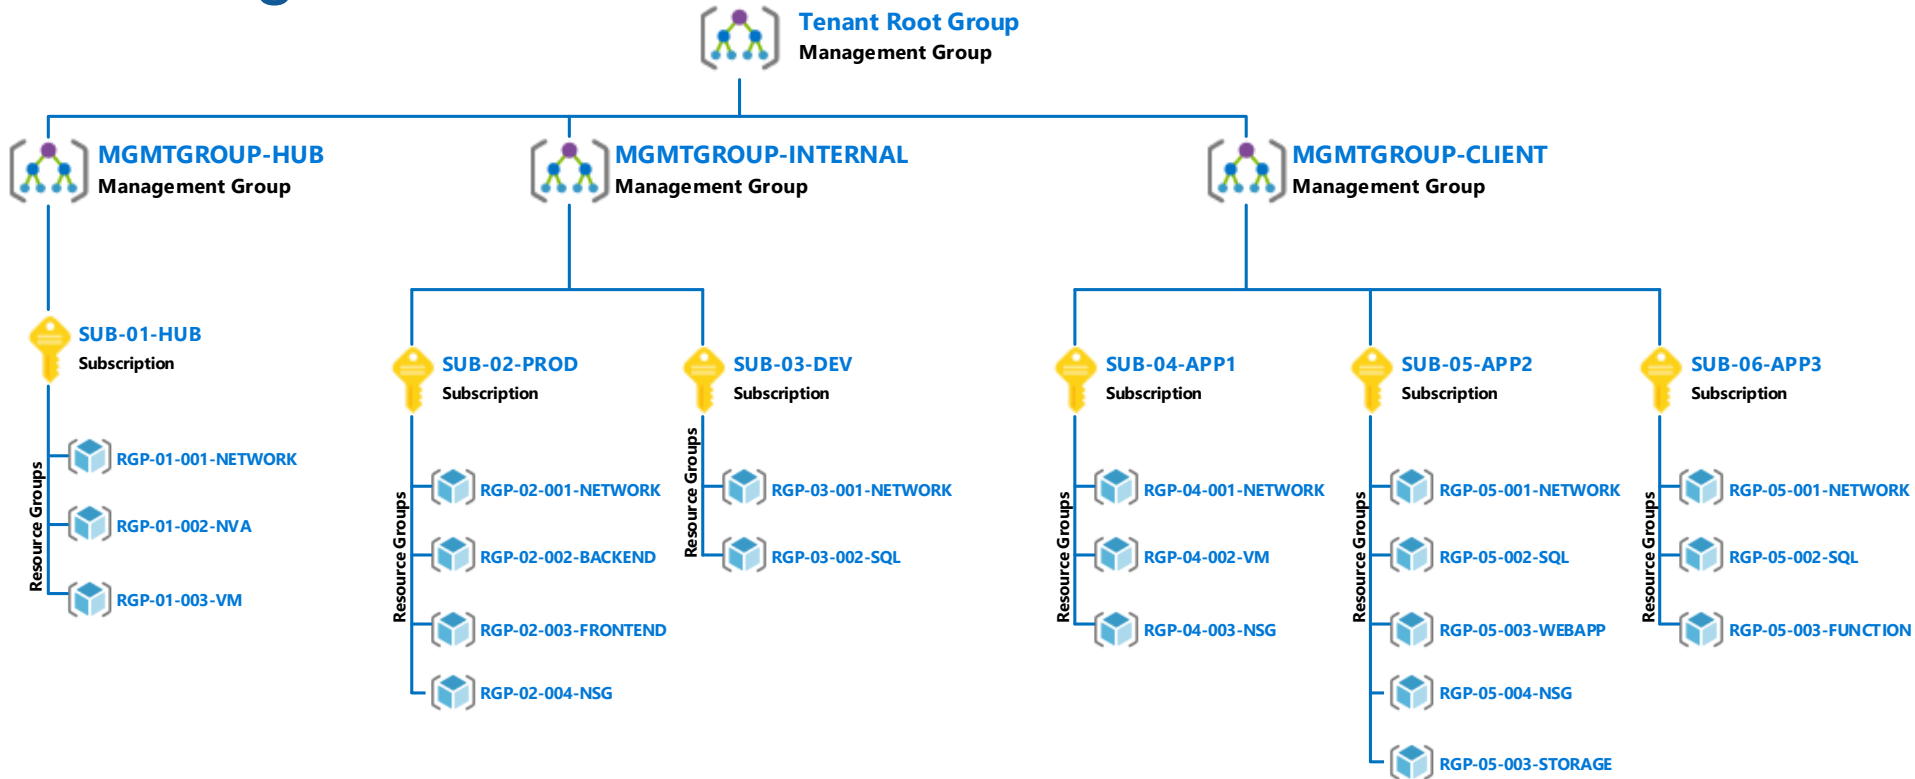 Tenant Root Group
Management Group
MGMTGROUP-HUB
Management Group
MGMTGROUP-INTERNAL
Management Group
MGMTGROUP-CLIENT
Management Group
SUB-01-HUB
Subscription
Resource Groups
RGP-01-001-NETWORK
RGP-01-002-NVA
RGP-01-003-VM
SUB-02-PROD
Subscription
Resource Groups
RGP-02-001-NETWORK
RGP-02-002-BACKEND
RGP-02-003-FRONTEND
RGP-02-004-NSG
SUB-03-DEV
Subscription
Resource Groups
RGP-03-001-NETWORK
RGP-03-002-SQL
SUB-04-APP1
Subscription
Resource Groups
RGP-04-001-NETWORK
RGP-04-002-VM
RGP-04-003-NSG
SUB-05-APP2
Subscription
Resource Groups
RGP-05-001-NETWORK
RGP-05-002-SQL
RGP-05-003-WEBAPP
RGP-05-004-NSG
RGP-05-003-STORAGE
SUB-06-APP3
Subscription
Resource Groups
RGP-05-001-NETWORK
RGP-05-002-SQL
RGP-05-003-FUNCTION